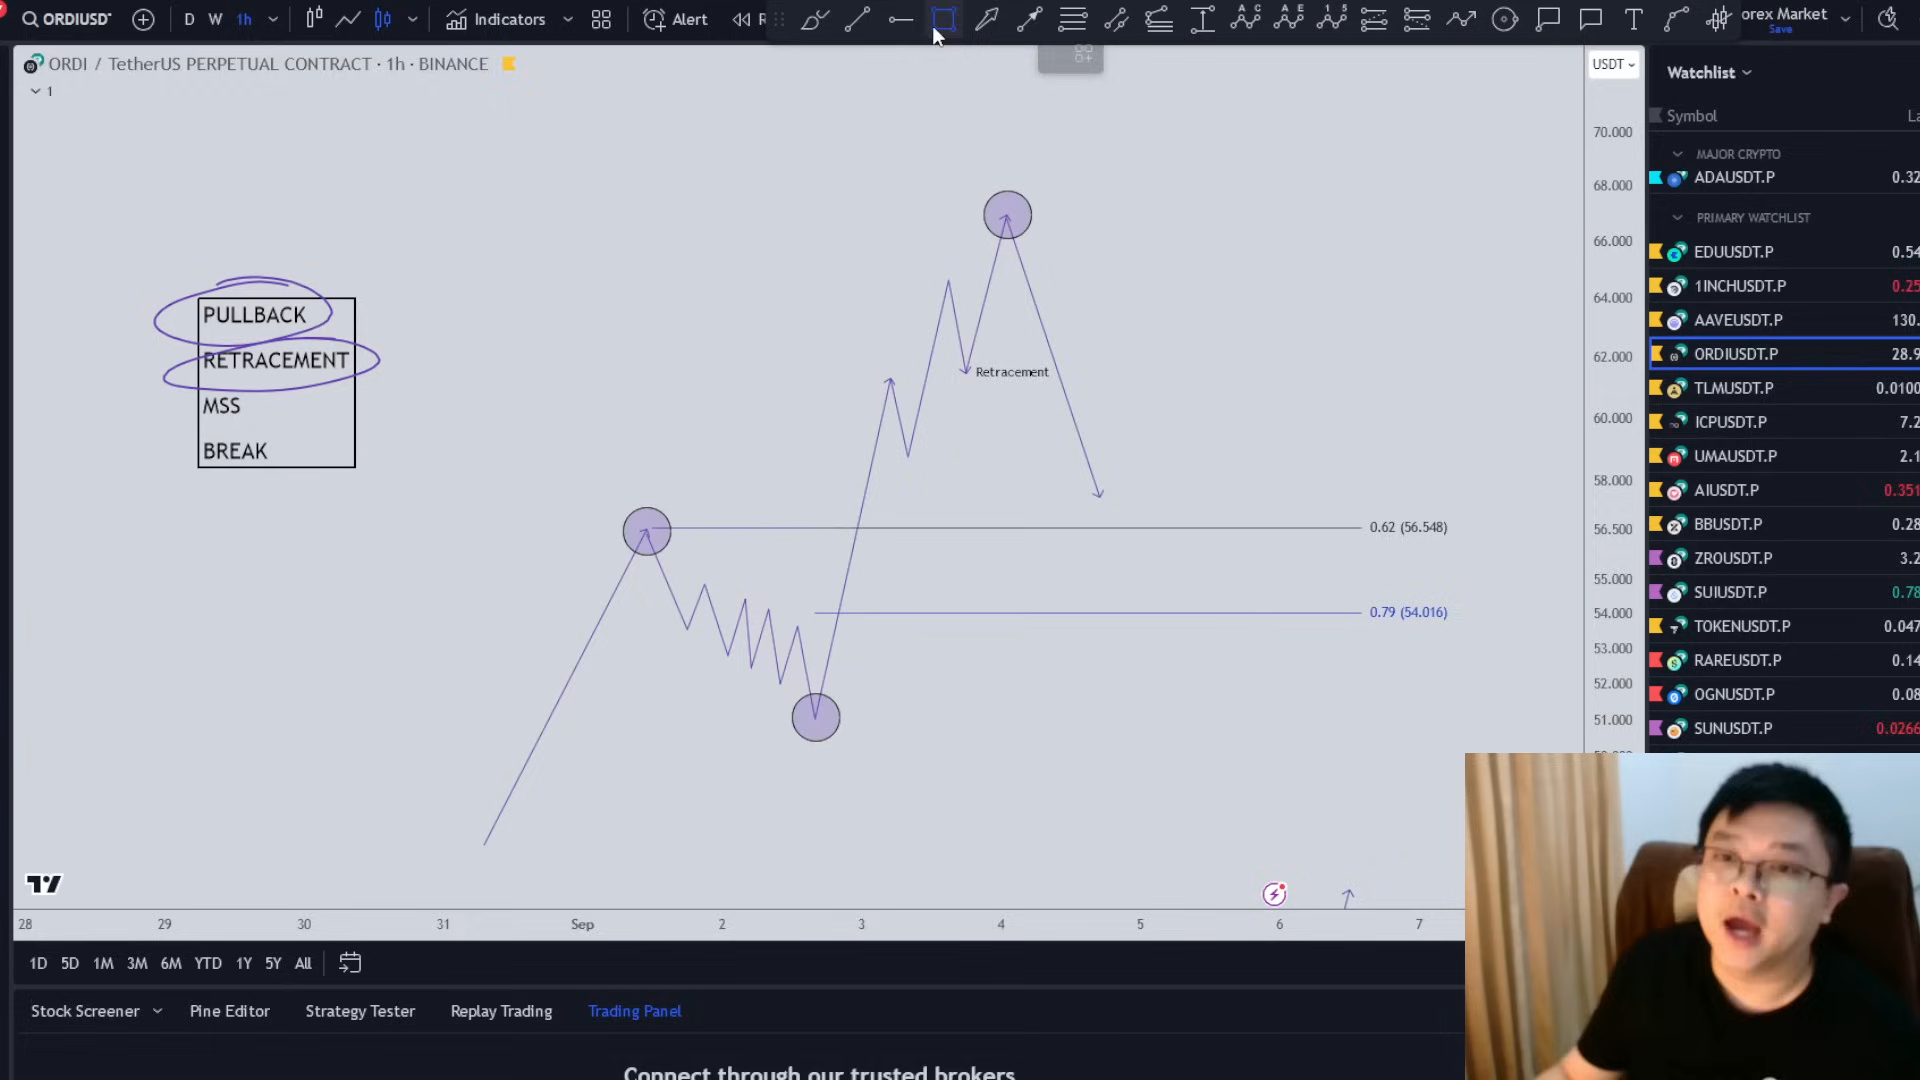 ORDIUSDT
D
W
1h
Indicators
Alert
orex Market
Save
ORDI / TetherUS PERPETUAL CONTRACT · 1h · BINANCE
1
USDT
70.000
68.000
66.000
64.000
62.000
60.000
58.000
56.500
55.000
54.000
53.000
52.000
51.000
PULLBACK
RETRACEMENT
MSS
BREAK
Retracement
0.62 (56.548)
0.79 (54.016)
28
29
30
31
Sep
2
3
4
5
6
7
1D
5D
1M
3M
6M
YTD
1Y
5Y
All
Stock Screener
Pine Editor
Strategy Tester
Replay Trading
Trading Panel
Connect through our trusted brokers
Watchlist
Symbol
La
MAJOR CRYPTO
ADAUSDT.P 0.32
PRIMARY WATCHLIST
EDUUSDT.P 0.54
1INCHUSDT.P 0.25
AAVEUSDT.P 130.
ORDIUSDT.P 28.9
TLMUSDT.P 0.0100
ICPUSDT.P 7.2
UMAUSDT.P 2.1
AIUSDT.P 0.351
BBUSDT.P 0.28
ZROUSDT.P 3.2
SUIUSDT.P 0.78
TOKENUSDT.P 0.047
RAREUSDT.P 0.14
OGNUSDT.P 0.08
SUNUSDT.P 0.0266